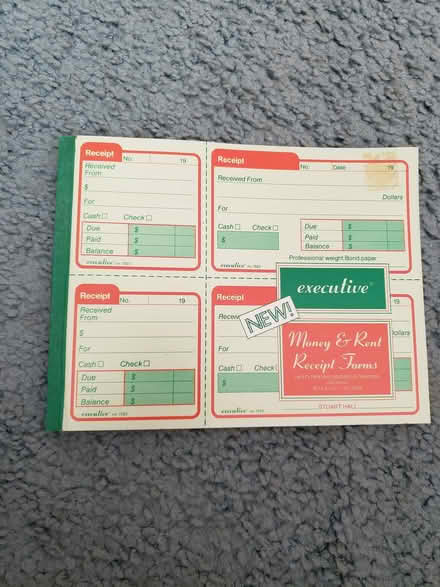 Receipt
No. 19
Received
From
$
For
Cash Check
Due $
Paid $
Balance $
executive
Receipt
No. Date 19
Received From
Dollars
For
Cash Check
$
Due $
Paid $
Balance $
executive
Professional weight Bond paper
Receipt
No. 19
Received
From
$
For
Cash Check
Due $
Paid $
Balance $
executive
Receipt
19
Dollars
For
Cash
$
executive
executive®
NEW!
Money & Rent
Receipt Forms
STUART HALL